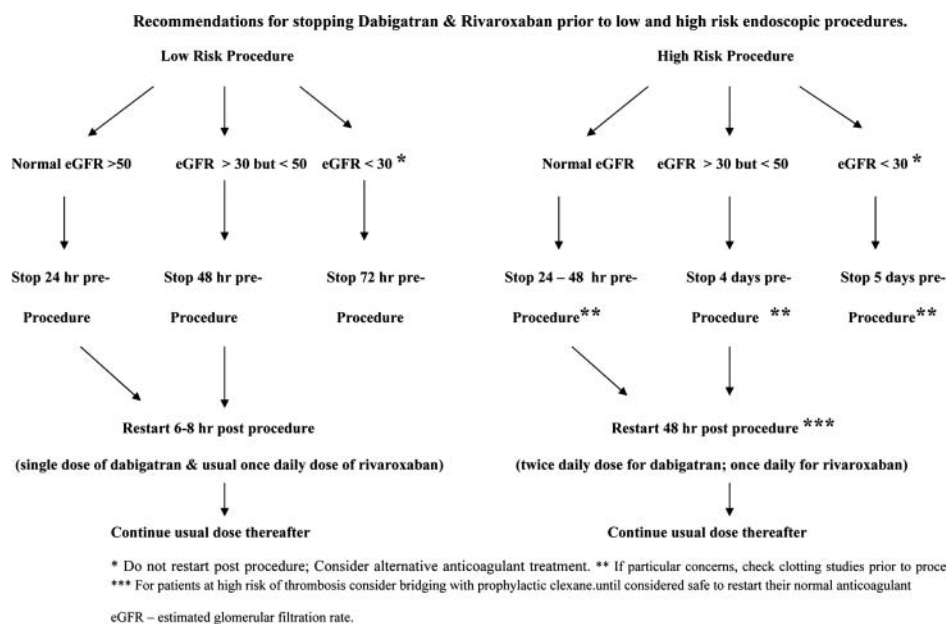 Recommendations for stopping Dabigatran & Rivaroxaban prior to low and high risk endoscopic procedures.
Low Risk Procedure
High Risk Procedure
Normal eGFR >50
eGFR > 30 but < 50
eGFR < 30 *
Normal eGFR
eGFR > 30 but < 50
eGFR < 30 *
Stop 24 hr pre-
Procedure
Stop 48 hr pre-
Procedure
Stop 72 hr pre-
Procedure
Stop 24 – 48 hr pre-
Procedure**
Stop 4 days pre-
Procedure **
Stop 5 days pre-
Procedure**
Restart 6-8 hr post procedure
(single dose of dabigatran & usual once daily dose of rivaroxaban)
Restart 48 hr post procedure ***
(twice daily dose for dabigatran; once daily for rivaroxaban)
Continue usual dose thereafter
Continue usual dose thereafter
* Do not restart post procedure; Consider alternative anticoagulant treatment. ** If particular concerns, check clotting studies prior to proce
*** For patients at high risk of thrombosis consider bridging with prophylactic clexane.until considered safe to restart their normal anticoagulant
eGFR – estimated glomerular filtration rate.